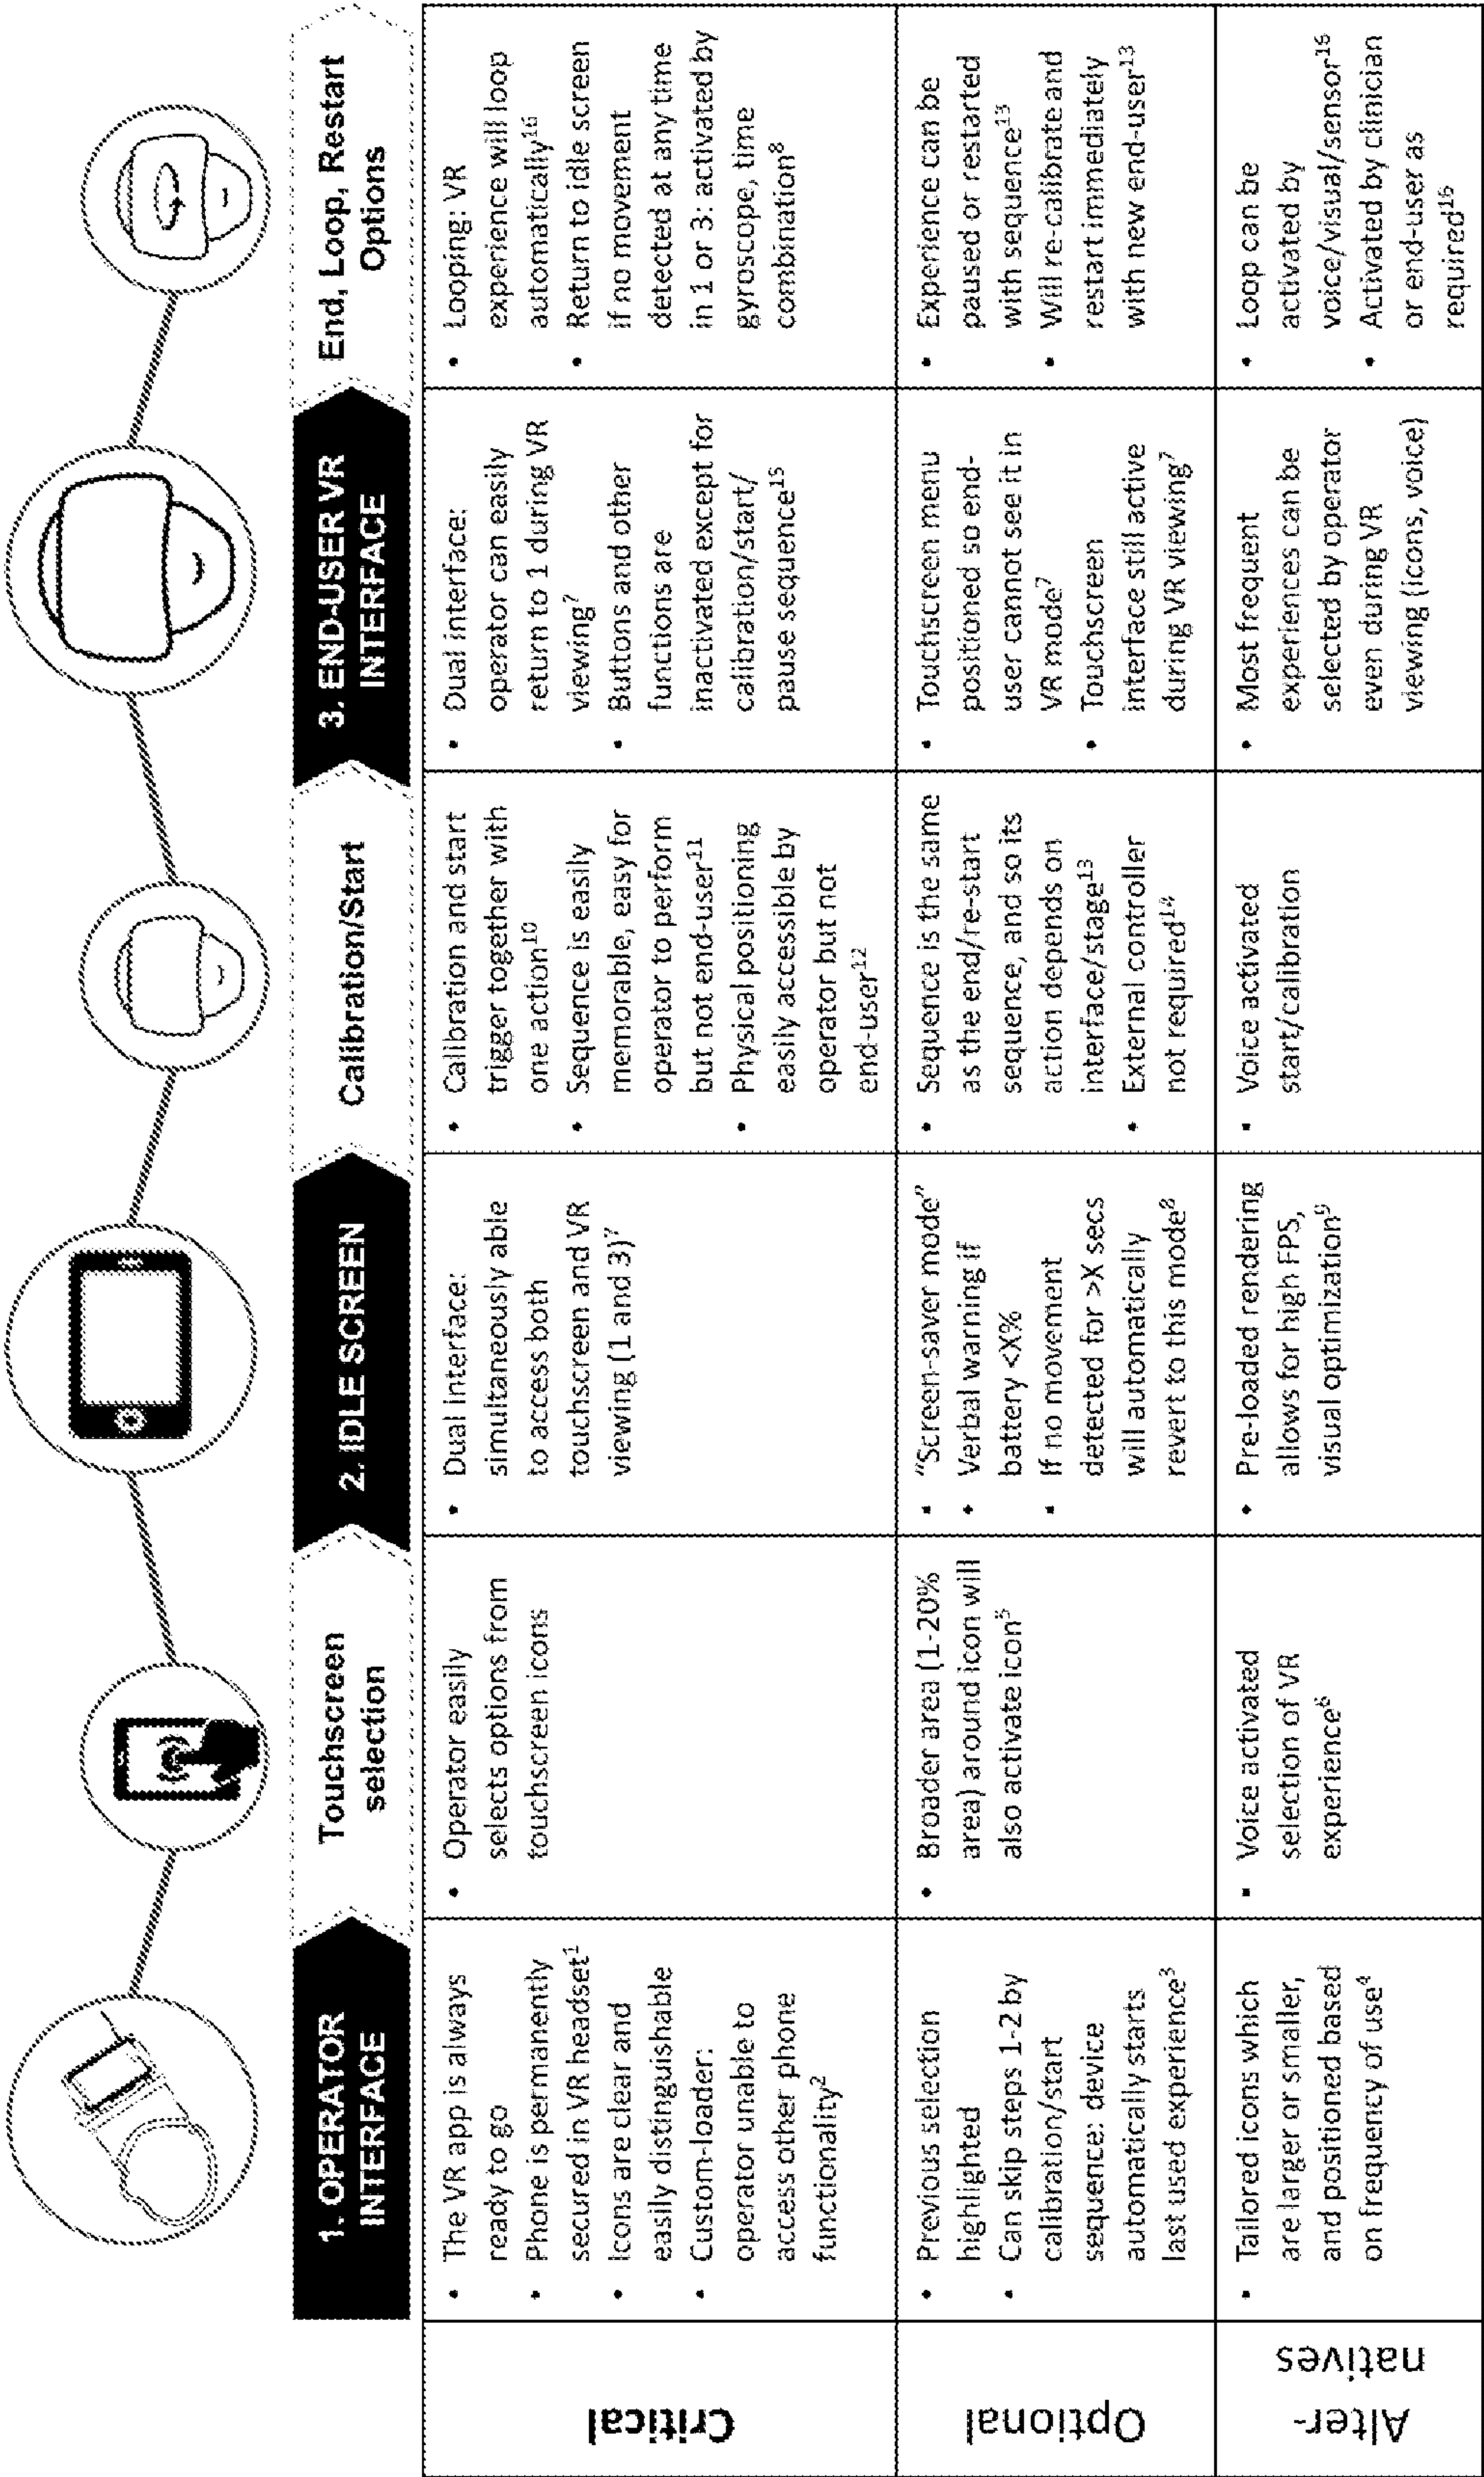 1. OPERATOR
INTERFACE
Touchscreen
selection
2. IDLE SCREEN
Calibration/Start
3. END-USER VR
INTERFACE
End, Loop, Restart
Options
Critical
• The VR app is always
ready to go
• Phone is permanently
secured in VR headset¹
• Icons are clear and
easily distinguishable
• Custom-loader:
operator unable to
access other phone
functionality²
• Operator easily
selects options from
touchscreen icons
• Dual interface:
simultaneously able
to access both
touchscreen and VR
viewing (1 and 3)⁷
• Calibration and start
trigger together with
one action¹⁰
• Sequence is easily
memorable, easy for
operator to perform
but not end-user¹¹
• Physical positioning
easily accessible by
operator but not
end-user¹²
• Dual interface:
operator can easily
return to 1 during VR
viewing⁷
• Buttons and other
functions are
inactivated except for
calibration/start/
pause sequence¹⁵
• Looping: VR
experience will loop
automatically¹⁶
• Return to idle screen
if no movement
detected at any time
in 1 or 3: activated by
gyroscope, time
combination⁸
Optional
• Previous selection
highlighted
• Can skip steps 1-2 by
calibration/start
sequence: device
automatically starts
last used experience³
• Broader area (1-20%
area) around icon will
also activate icon⁵
• "Screen-saver mode"
• Verbal warning if
battery <X%
• If no movement
detected for >X secs
will automatically
revert to this mode⁸
• Sequence is the same
as the end/re-start
sequence, and so its
action depends on
interface/stage¹³
• External controller
not required¹⁴
• Touchscreen menu
positioned so end-
user cannot see it in
VR mode⁷
• Touchscreen
interface still active
during VR viewing⁷
• Experience can be
paused or restarted
with sequence¹³
• Will re-calibrate and
restart immediately
with new end-user¹³
Alter-
natives
• Tailored icons which
are larger or smaller,
and positioned based
on frequency of use⁴
• Voice activated
selection of VR
experience⁶
• Pre-loaded rendering
allows for high FPS,
visual optimization⁹
• Voice activated
start/calibration
• Most frequent
experiences can be
selected by operator
even during VR
viewing (icons, voice)
• Loop can be
activated by
voice/visual/sensor¹⁶
• Activated by clinician
or end-user as
required¹⁶